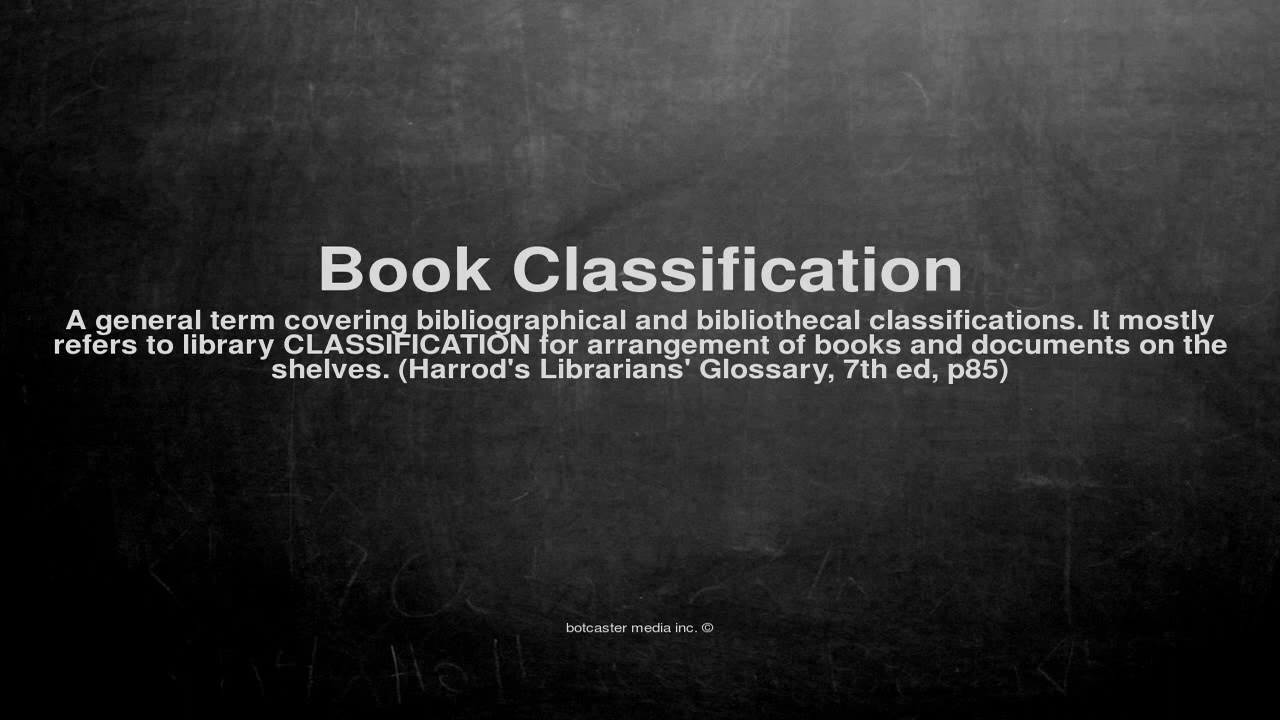 Book Classification
A general term covering bibliographical and bibliothecal classifications. It mostly
refers to library CLASSIFICATION for arrangement of books and documents on the
shelves. (Harrod's Librarians' Glossary, 7th ed, p85)
botcaster media inc. ©